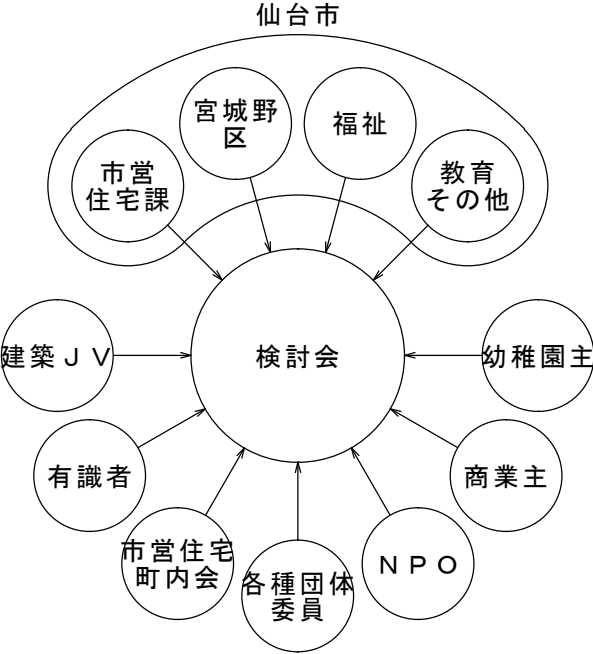 仙台市
宮城野
区
福祉
市営
住宅課
教育
その他
検討会
建築ＪＶ
幼稚園主
有識者
商業主
市営住宅
町内会
各種団体
委員
ＮＰＯ